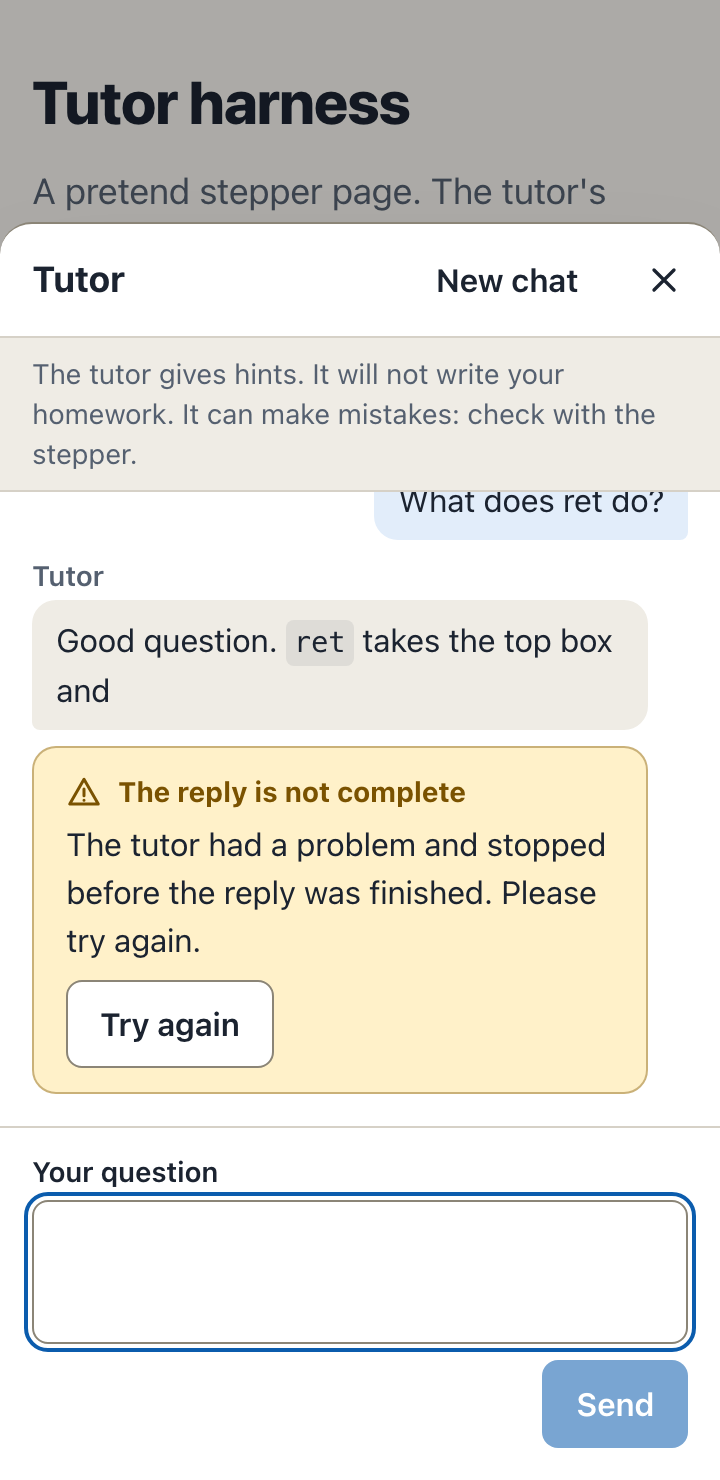 Tutor harness
A pretend stepper page. The tutor's
Tutor
New chat
The tutor gives hints. It will not write your
homework. It can make mistakes: check with the
stepper.
What does ret do?
Tutor
Good question. ret takes the top box
and
The reply is not complete
The tutor had a problem and stopped
before the reply was finished. Please
try again.
Try again
Your question
Send